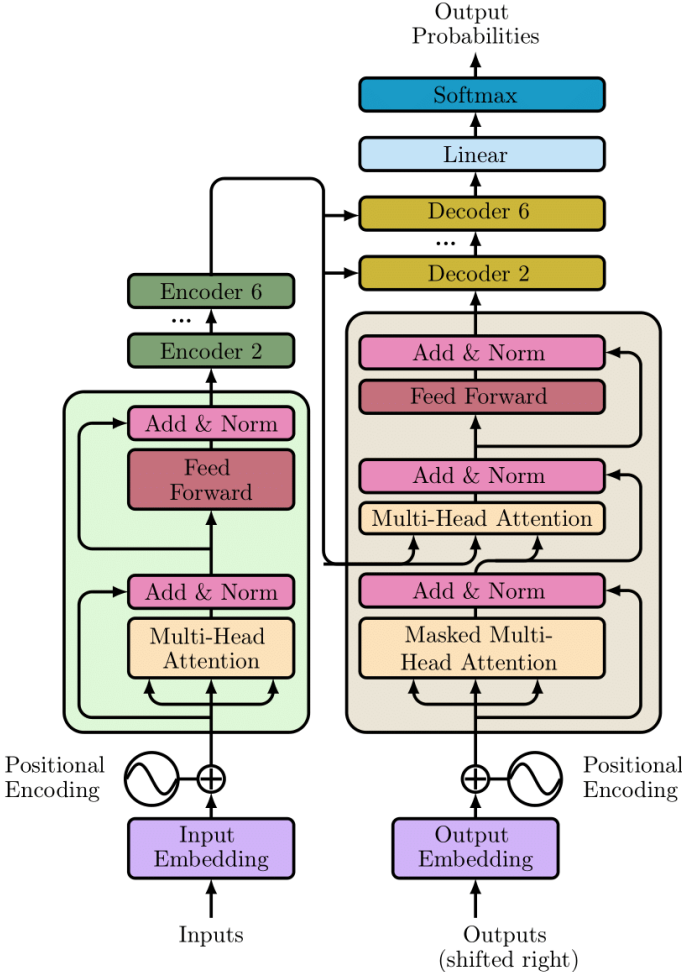 Output
Probabilities
Softmax
Linear
Decoder 6
...
Decoder 2
Encoder 6
...
Encoder 2
Add & Norm
Feed
Forward
Add & Norm
Multi-Head
Attention
Add & Norm
Feed Forward
Add & Norm
Multi-Head Attention
Add & Norm
Masked Multi-
Head Attention
Positional
Encoding
Positional
Encoding
Input
Embedding
Output
Embedding
Inputs
Outputs
(shifted right)